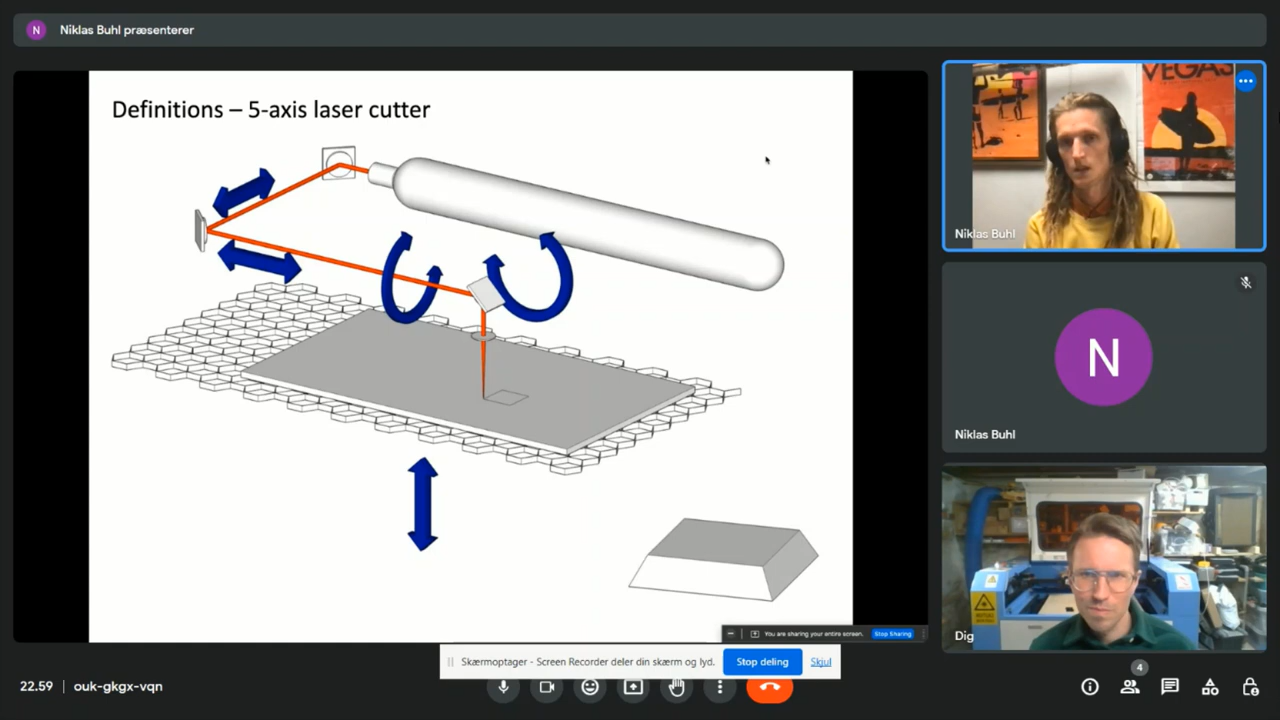 N Niklas Buhl præsenterer
Definitions – 5-axis laser cutter
VEGAS
Niklas Buhl
N
Niklas Buhl
Dig
You are sharing your entire screen. Stop Sharing
Skærmoptager - Screen Recorder deler din skærm og lyd. Stop deling Skjul
4
22.59 | ouk-gkgx-vqn